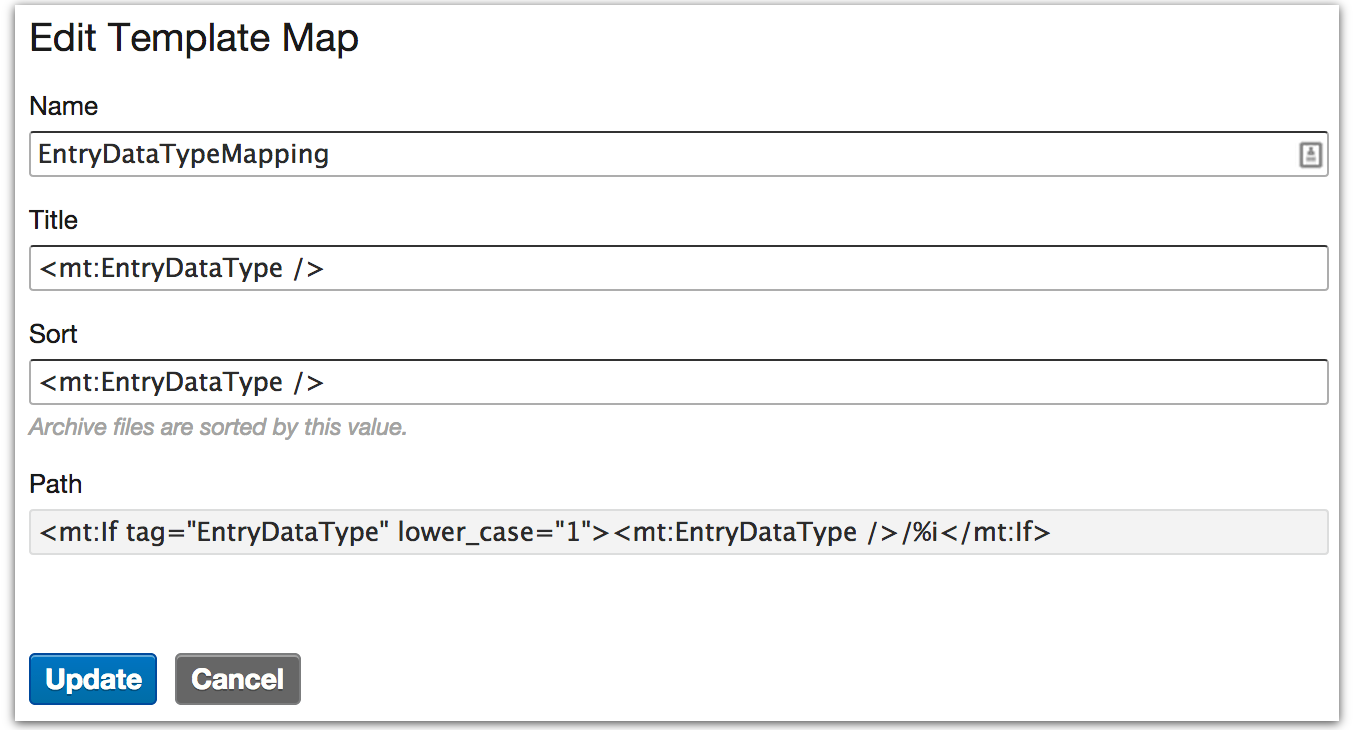 Edit Template Map
Name
EntryDataTypeMapping
Title
<mt:EntryDataType />
Sort
<mt:EntryDataType />
Archive files are sorted by this value.
Path
<mt:If tag="EntryDataType" lower_case="1"><mt:EntryDataType />/%i</mt:If>
Update Cancel